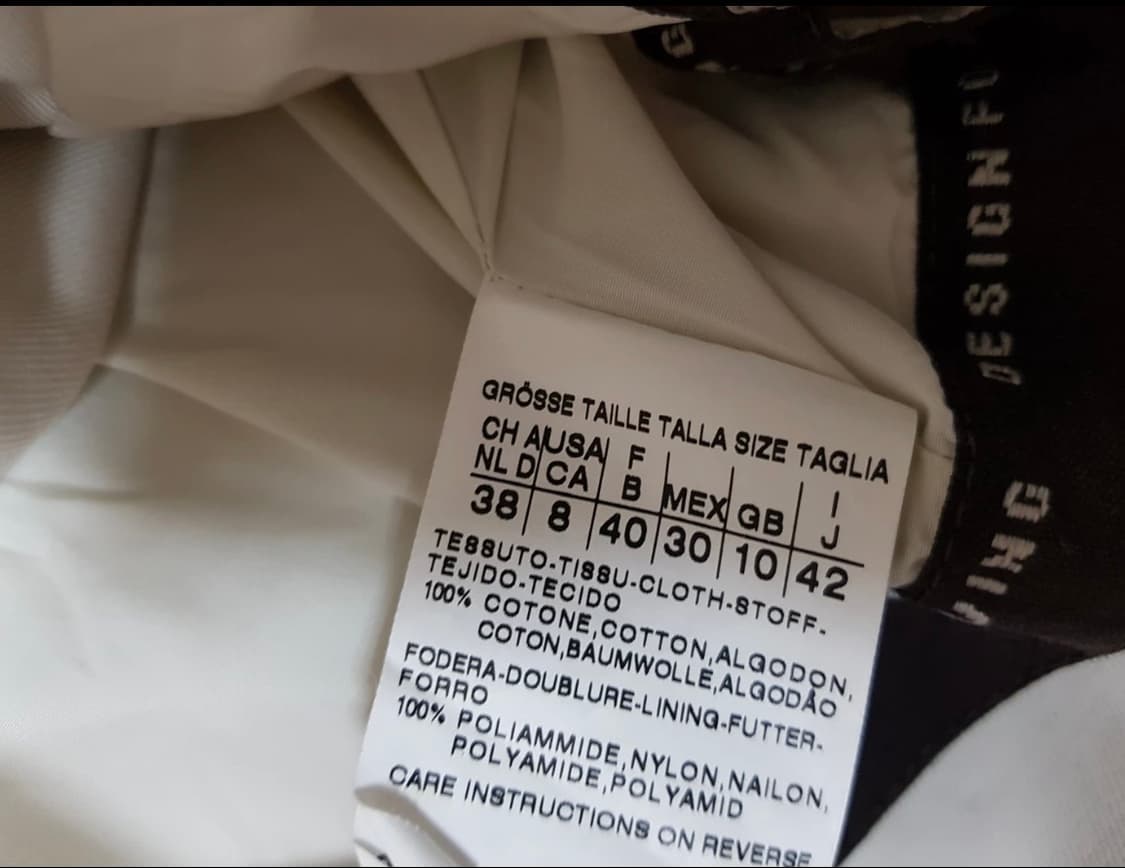 GRÖSSE TAILLE TALLA SIZE TAGLIA
CH A USA F MEX GB I
NL D CA B J
38 8 40 30 10 42
TESSUTO-TISSU-CLOTH-STOFF-
TEJIDO-TECIDO
100% COTONE,COTTON,ALGODON,
COTON,BAUMWOLLE,ALGODÃO
FODERA-DOUBLURE-LINING-FUTTER-
FORRO
100% POLIAMMIDE,NYLON,NAILON,
POLYAMIDE,POLYAMID
CARE INSTRUCTIONS ON REVERSE
DESIGN